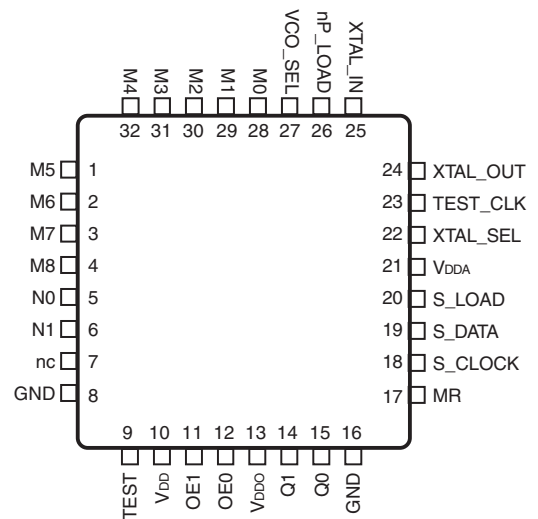 M4 M3 M2 M1 M0 VCO_SEL nP_LOAD XTAL_IN
32 31 30 29 28 27 26 25
M5 1 24 XTAL_OUT
M6 2 23 TEST_CLK
M7 3 22 XTAL_SEL
M8 4 21 VDDA
N0 5 20 S_LOAD
N1 6 19 S_DATA
nc 7 18 S_CLOCK
GND 8 17 MR
9 10 11 12 13 14 15 16
TEST VDD OE1 OE0 VDDO Q1 Q0 GND